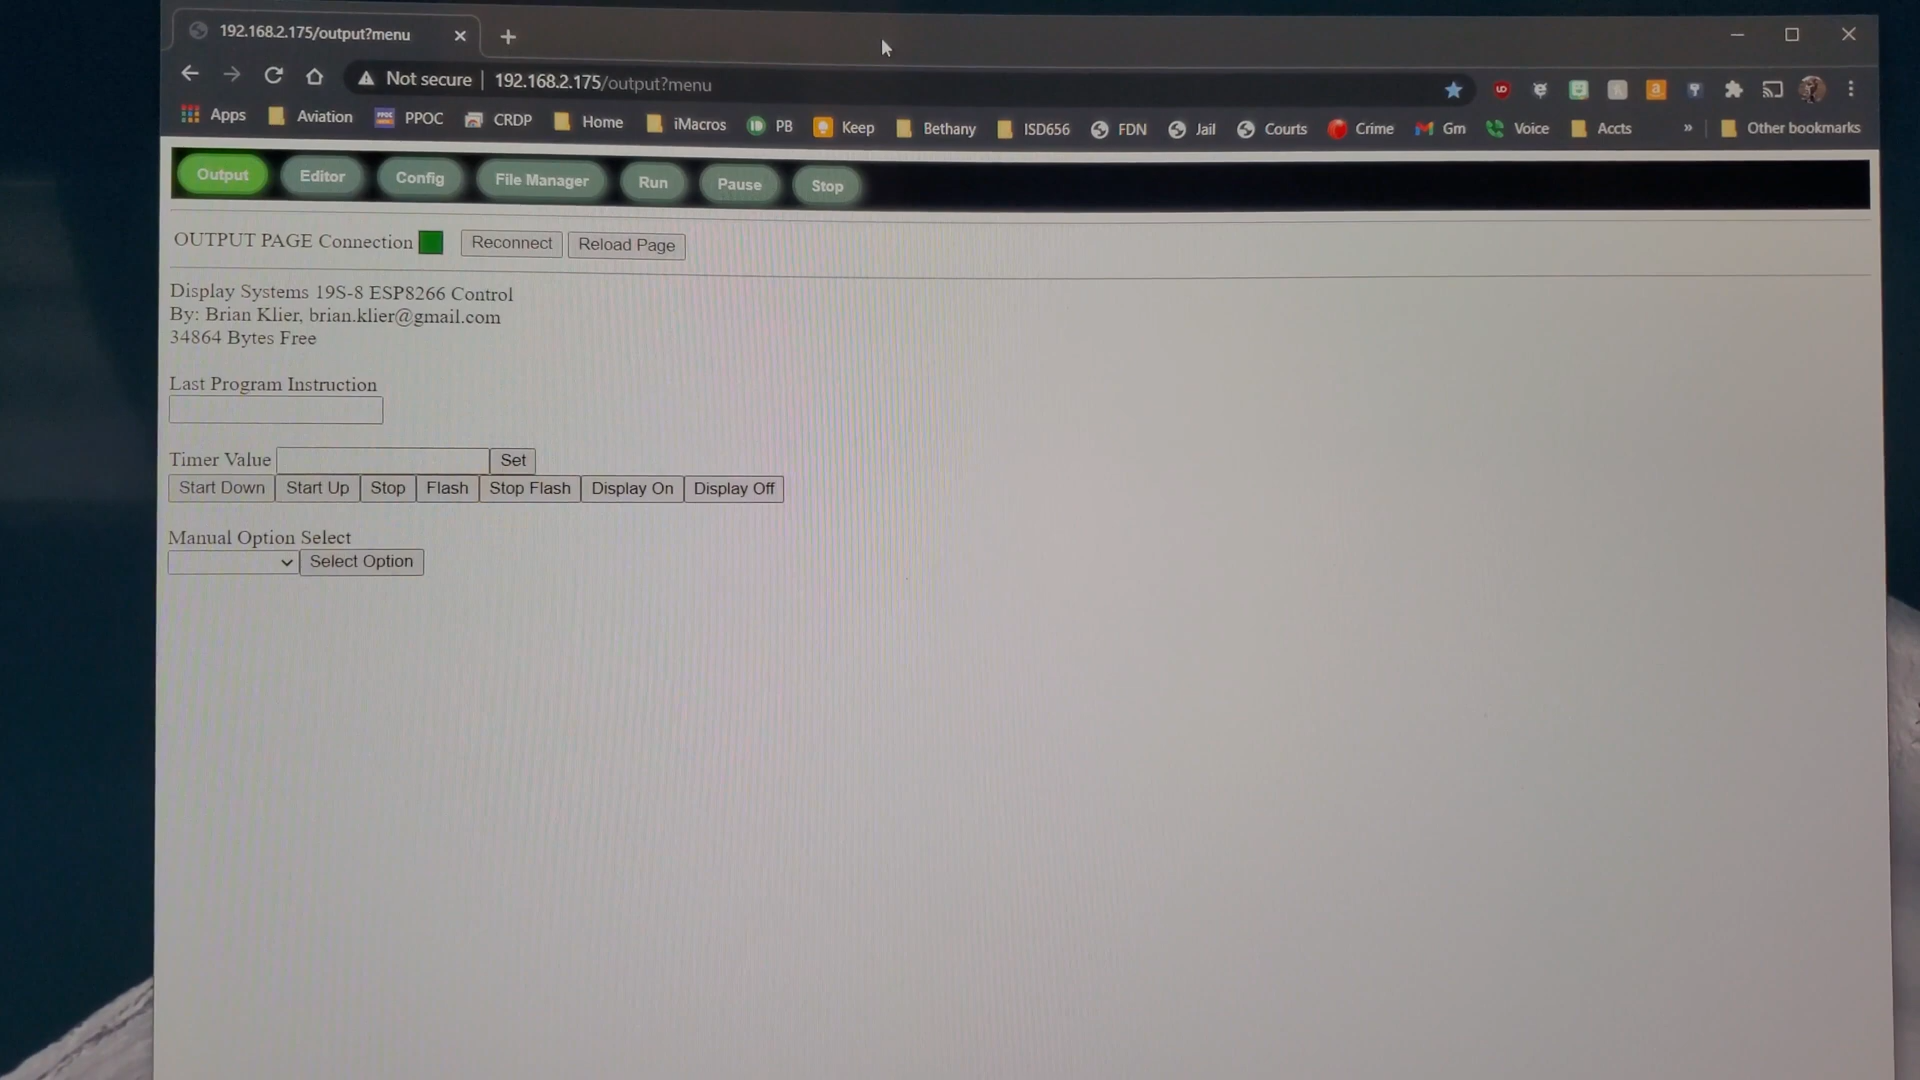 192.168.2.175/output?menu
Not secure | 192.168.2.175/output?menu
Apps Aviation PPOC CRDP Home iMacros PB Keep Bethany ISD656 FDN Jail Courts Crime Gm Voice Accts » Other bookmarks
Output Editor Config File Manager Run Pause Stop
OUTPUT PAGE Connection Reconnect Reload Page
Display Systems 19S-8 ESP8266 Control
By: Brian Klier, brian.klier@gmail.com
34864 Bytes Free
Last Program Instruction
Timer Value Set
Start Down Start Up Stop Flash Stop Flash Display On Display Off
Manual Option Select
Select Option